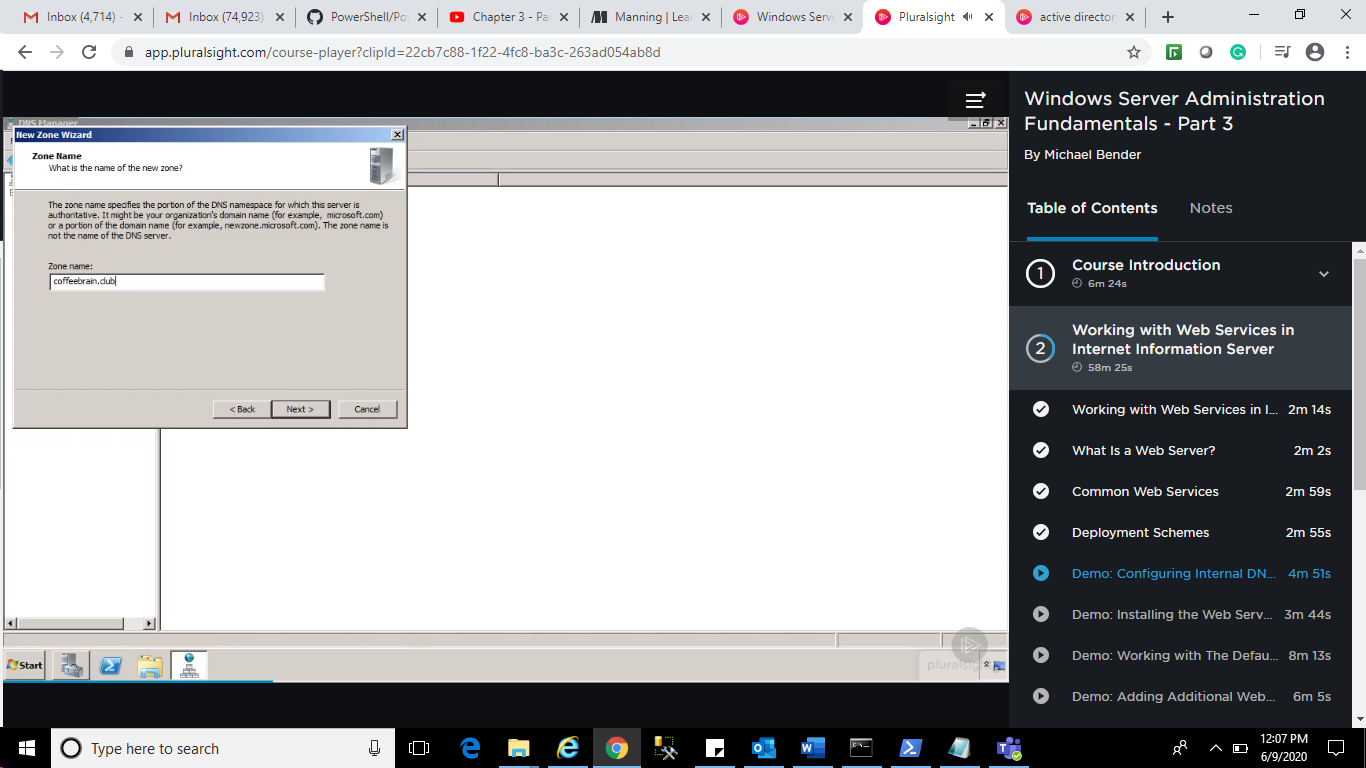 Inbox (4,714) -
Inbox (74,923)
PowerShell/Po
Chapter 3 - Pa
Manning | Lea
Windows Serv
Pluralsight
active director
app.pluralsight.com/course-player?clipId=22cb7c88-1f22-4fc8-ba3c-263ad054ab8d
DNS Manager
New Zone Wizard
Zone Name
What is the name of the new zone?
The zone name specifies the portion of the DNS namespace for which this server is
authoritative. It might be your organization's domain name (for example, microsoft.com)
or a portion of the domain name (for example, newzone.microsoft.com). The zone name is
not the name of the DNS server.
Zone name:
coffeebrain.club
< Back
Next >
Cancel
Start
pluralsig
Windows Server Administration
Fundamentals - Part 3
By Michael Bender
Table of Contents
Notes
1
Course Introduction
6m 24s
2
Working with Web Services in
Internet Information Server
58m 25s
Working with Web Services in I... 2m 14s
What Is a Web Server? 2m 2s
Common Web Services 2m 59s
Deployment Schemes 2m 55s
Demo: Configuring Internal DN... 4m 51s
Demo: Installing the Web Serv... 3m 44s
Demo: Working with The Defau... 8m 13s
Demo: Adding Additional Web... 6m 5s
Type here to search
12:07 PM
6/9/2020